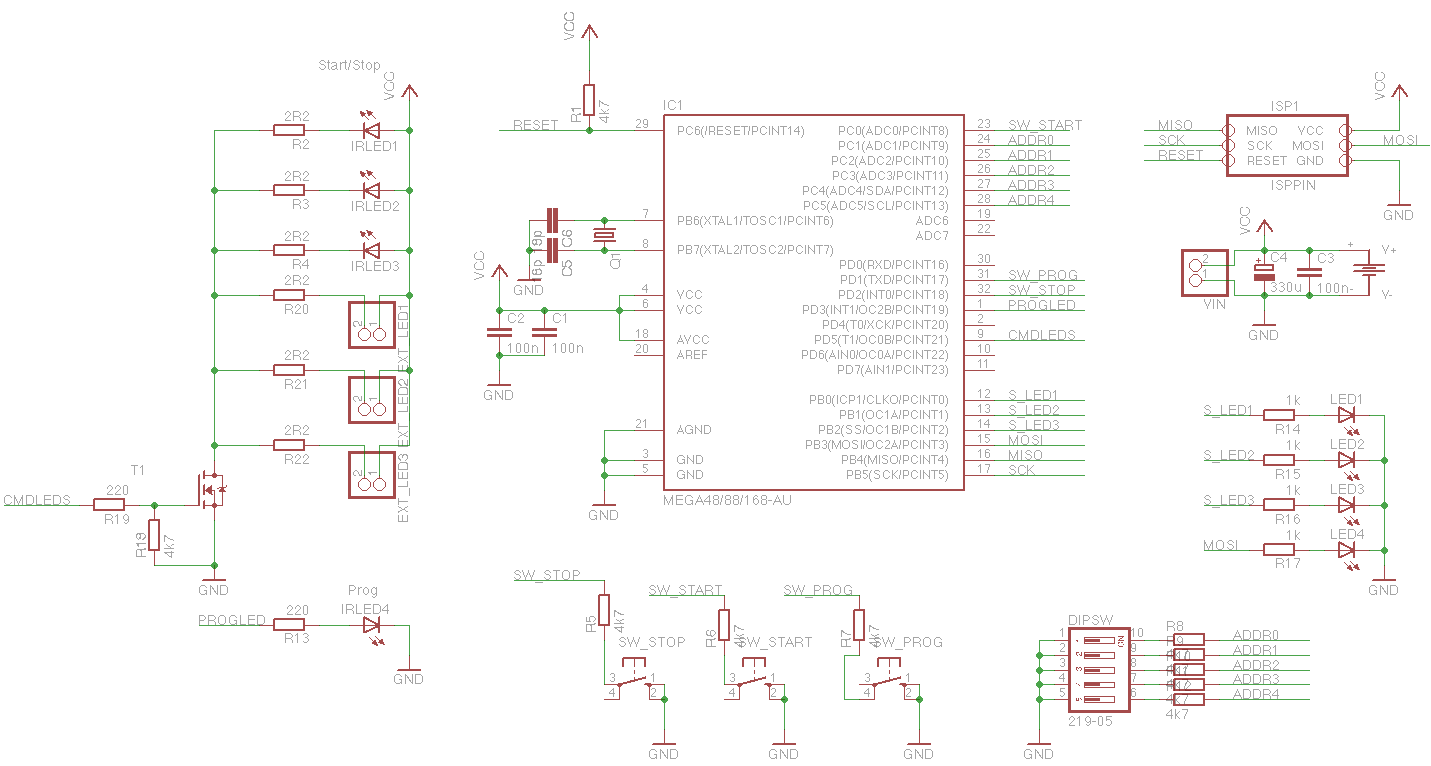 Start/Stop
VCC
2R2
R2
IRLED1
2R2
R3
IRLED2
2R2
R4
IRLED3
2R2
R20
2
1
EXT_LED1
2R2
R21
2
1
EXT_LED2
2R2
R22
2
1
EXT_LED3
T1
CMDLEDS
220
R19
R18
4k7
GND
Prog
PROGLED
220
R13
IRLED4
GND
VCC
R1
4k7
RESET
IC1
29 PC6(/RESET/PCINT14)
7 PB6(XTAL1/TOSC1/PCINT6)
8 PB7(XTAL2/TOSC2/PCINT7)
4 VCC
6 VCC
18 AVCC
20 AREF
21 AGND
3 GND
5 GND
PC0(ADC0/PCINT8) 23 SW_START
PC1(ADC1/PCINT9) 24 ADDR0
PC2(ADC2/PCINT10) 25 ADDR1
PC3(ADC3/PCINT11) 26 ADDR2
PC4(ADC4/SDA/PCINT12) 27 ADDR3
PC5(ADC5/SCL/PCINT13) 28 ADDR4
ADC6 19
ADC7 22
PD0(RXD/PCINT16) 30
PD1(TXD/PCINT17) 31 SW_PROG
PD2(INT0/PCINT18) 32 SW_STOP
PD3(INT1/OC2B/PCINT19) 1 PROGLED
PD4(T0/XCK/PCINT20) 2
PD5(T1/OC0B/PCINT21) 9 CMDLEDS
PD6(AIN0/OC0A/PCINT22) 10
PD7(AIN1/PCINT23) 11
PB0(ICP1/CLKO/PCINT0) 12 S_LED1
PB1(OC1A/PCINT1) 13 S_LED2
PB2(SS/OC1B/PCINT2) 14 S_LED3
PB3(MOSI/OC2A/PCINT3) 15 MOSI
PB4(MISO/PCINT4) 16 MISO
PB5(SCK/PCINT5) 17 SCK
MEGA48/88/168-AU
18p
C6
18p
C5
Q1
GND
VCC
C2
100n
C1
100n
GND
GND
ISP1
MISO
SCK
RESET
MISO VCC
SCK MOSI
RESET GND
ISPPIN
VCC
MOSI
GND
VCC
2
1
VIN
+
C4
330u
C3
100n-
+
V+
V-
GND
S_LED1
1k
R14
LED1
S_LED2
1k
R15
LED2
S_LED3
1k
R16
LED3
MOSI
1k
R17
LED4
GND
SW_STOP
R5
4k7
SW_STOP
3 1
4 2
GND
SW_START
R6
4k7
SW_START
3 1
4 2
GND
SW_PROG
R7
4k7
SW_PROG
3 1
4 2
GND
DIPSW
1 1 10
2 2 9
3 3 8
4 7
5 5 6
ON
219-05
GND
R8
R9
R10
R11
R12
4k7
4k7
ADDR0
ADDR1
ADDR2
ADDR3
ADDR4